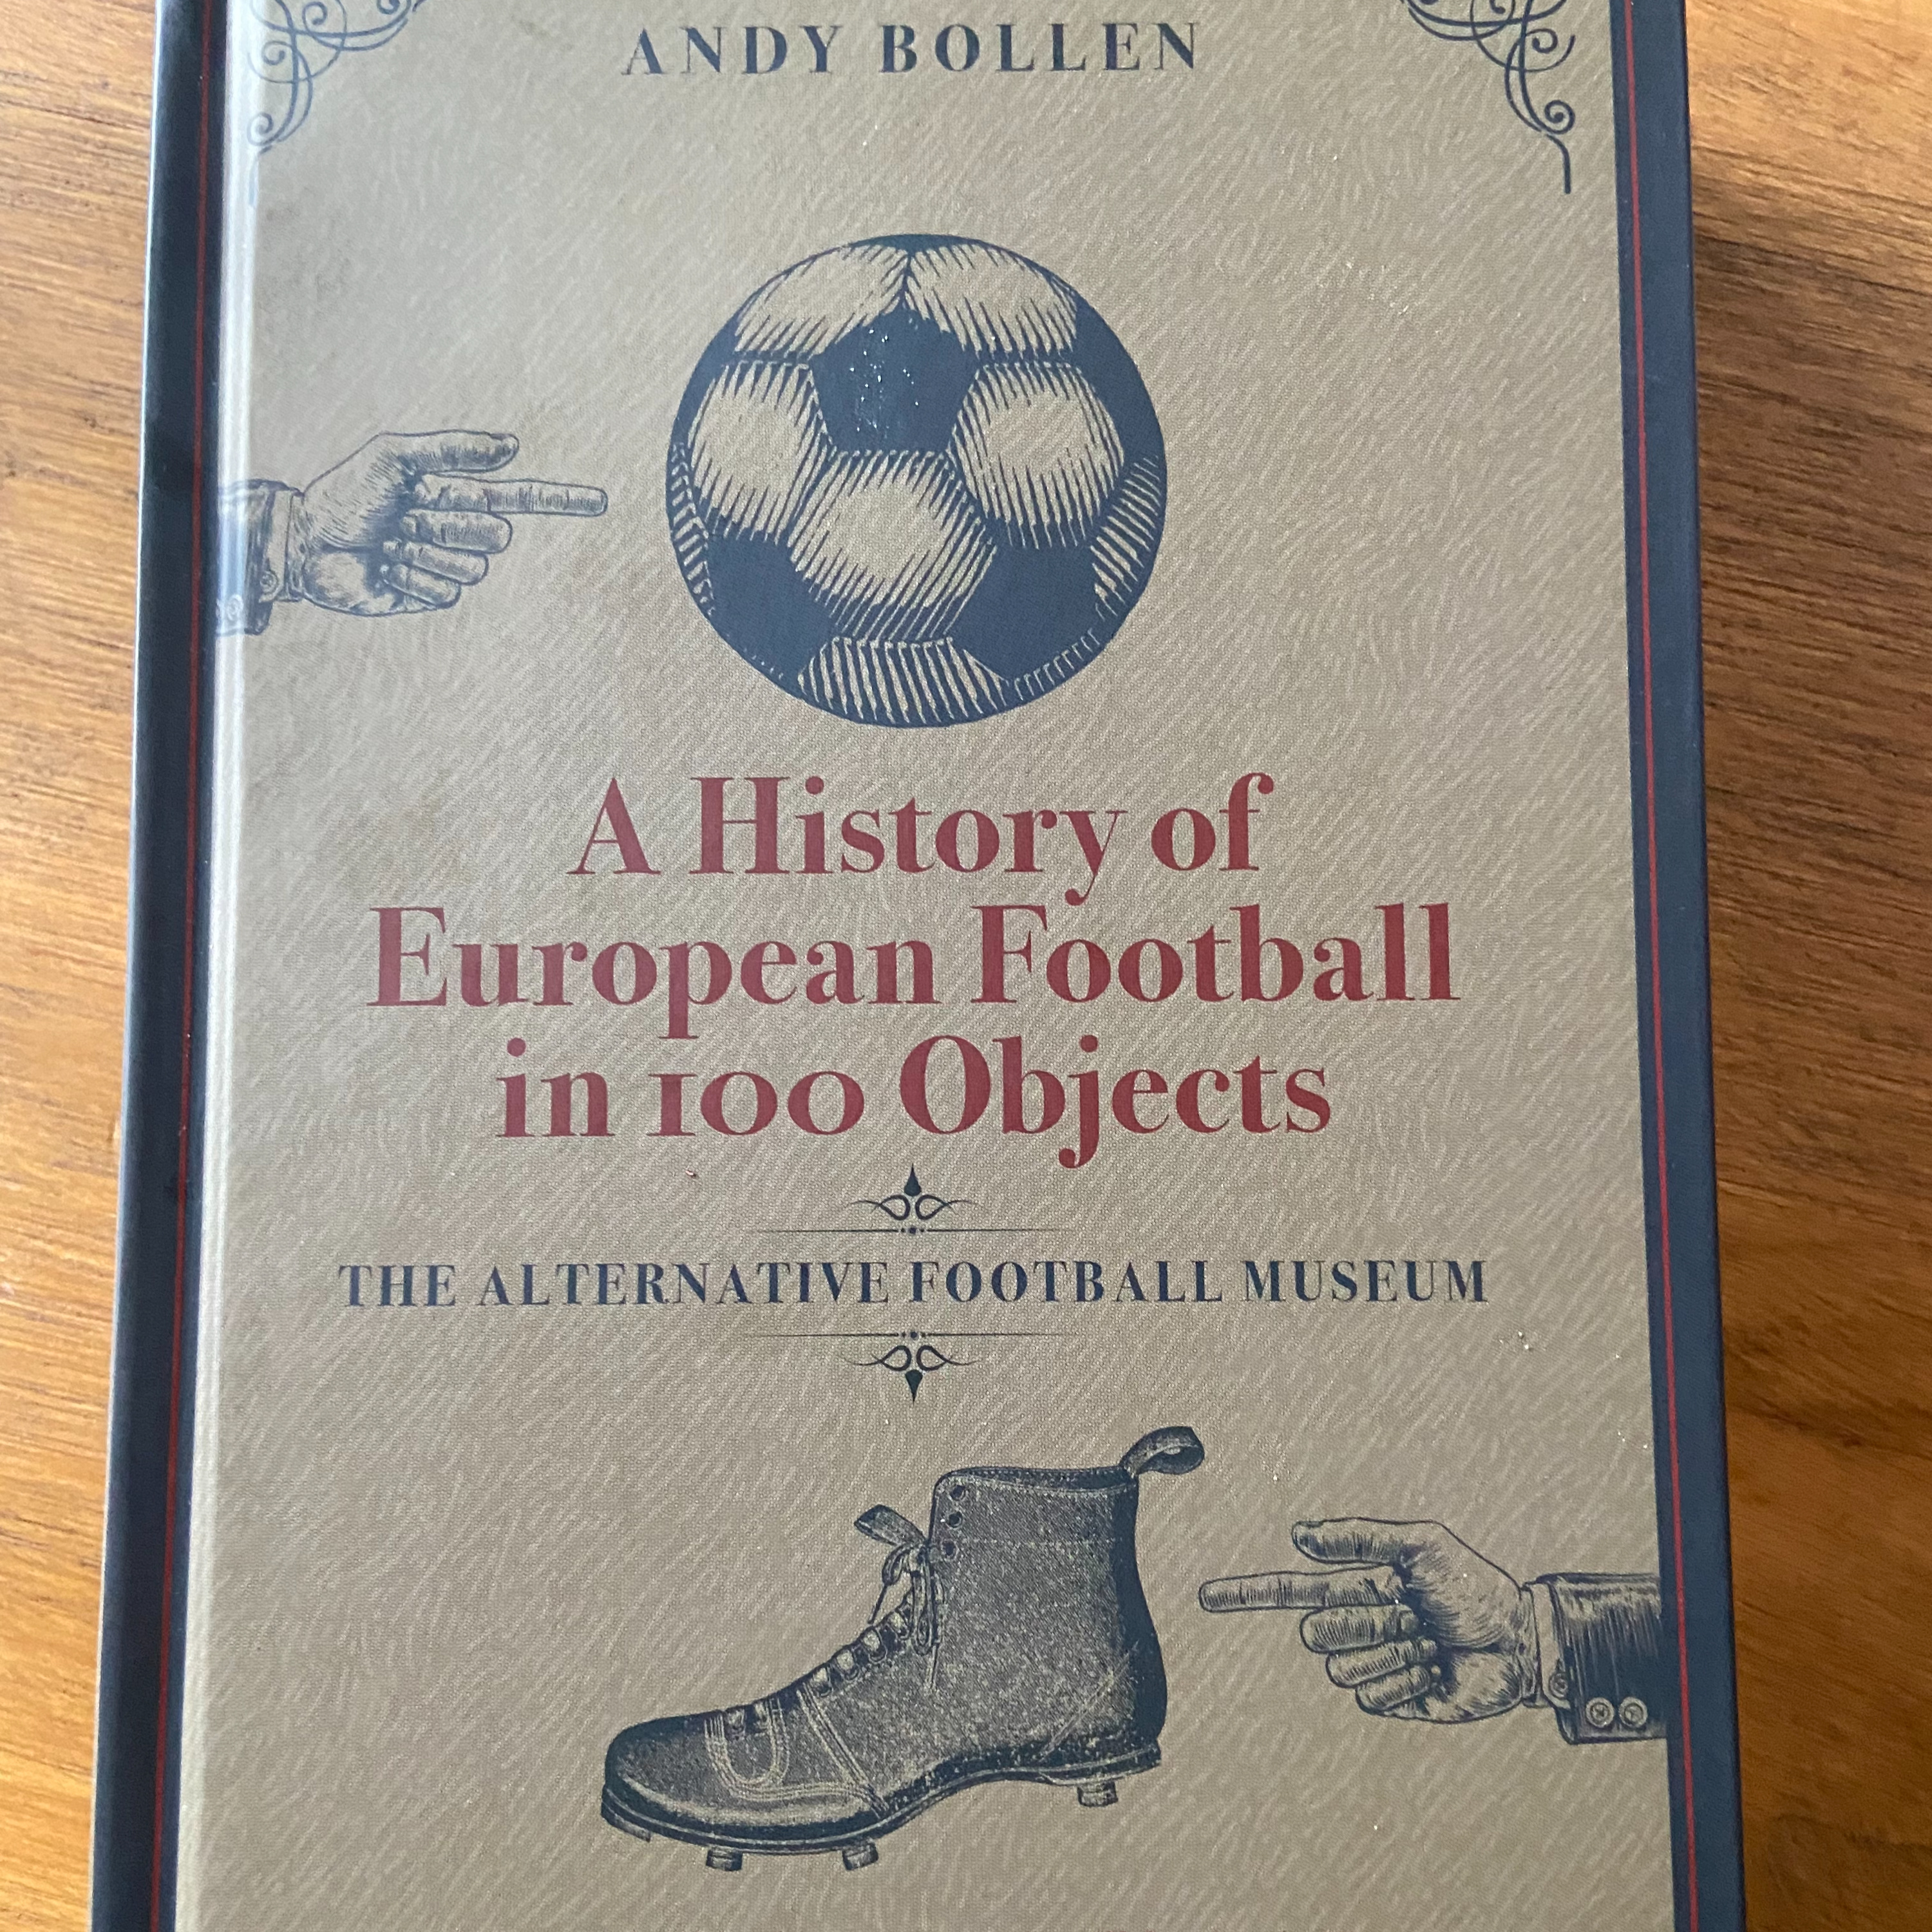 ANDY BOLLEN
A History of
European Football
in 100 Objects
THE ALTERNATIVE FOOTBALL MUSEUM